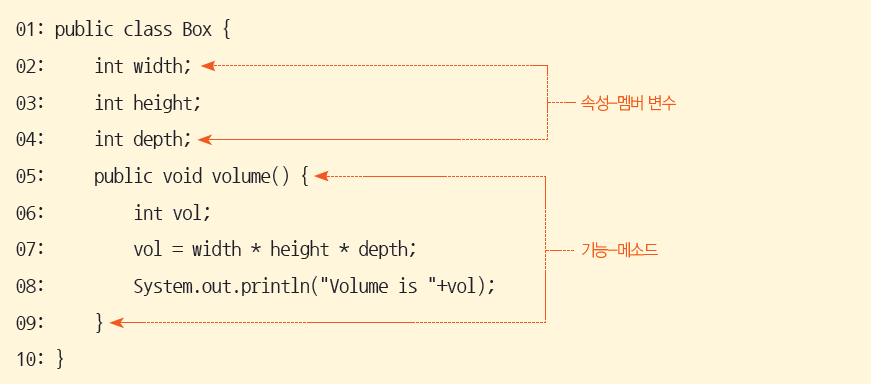 01: public class Box {
02: int width;
03: int height;
속성-멤버 변수
04: int depth;
05: public void volume() {
06: int vol;
07: vol = width * height * depth;
기능-메소드
08: System.out.println("Volume is "+vol);
09: }
10: }